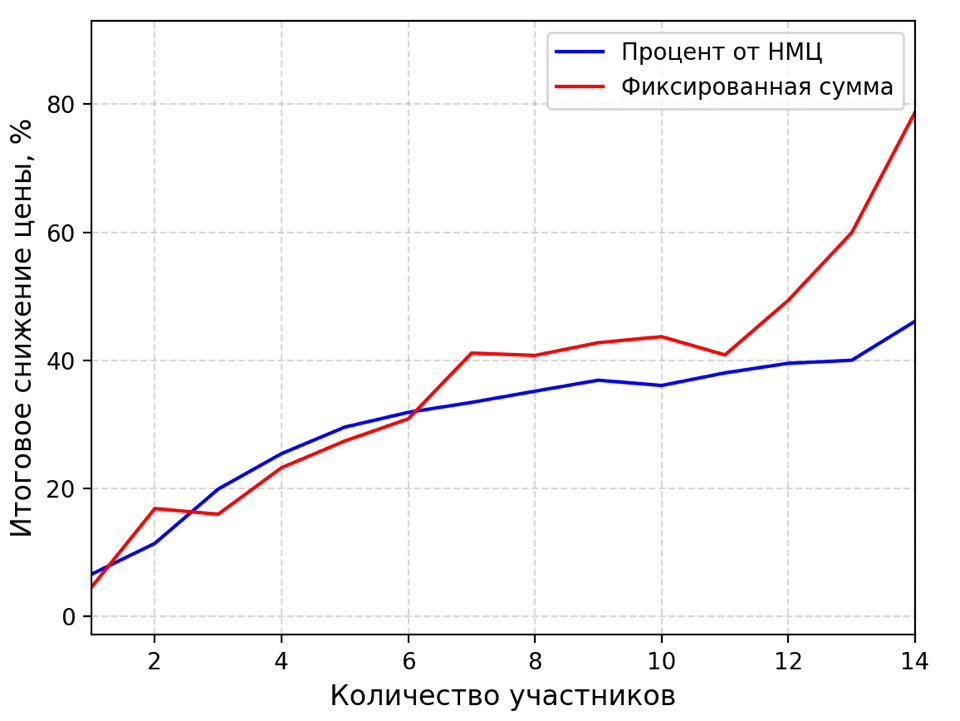 Процент от НМЦ
Фиксированная сумма
Итоговое снижение цены, %
80
60
40
20
0
2 4 6 8 10 12 14
Количество участников